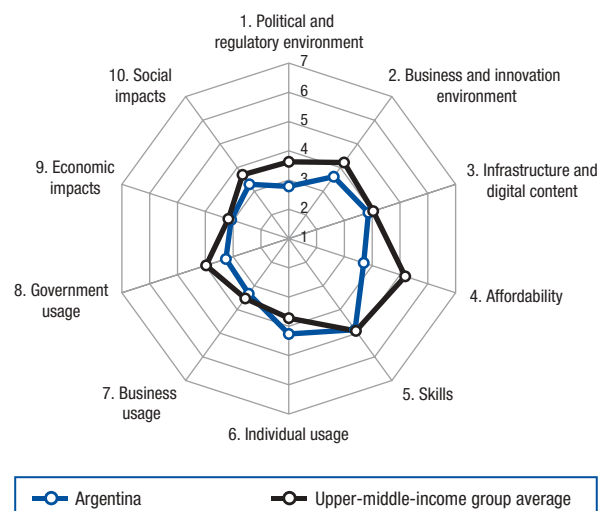 1. Political and
regulatory environment
2. Business and innovation
environment
3. Infrastructure and
digital content
4. Affordability
5. Skills
6. Individual usage
7. Business
usage
8. Government
usage
9. Economic
impacts
10. Social
impacts
7
6
5
4
3
2
1
Argentina
Upper-middle-income group average